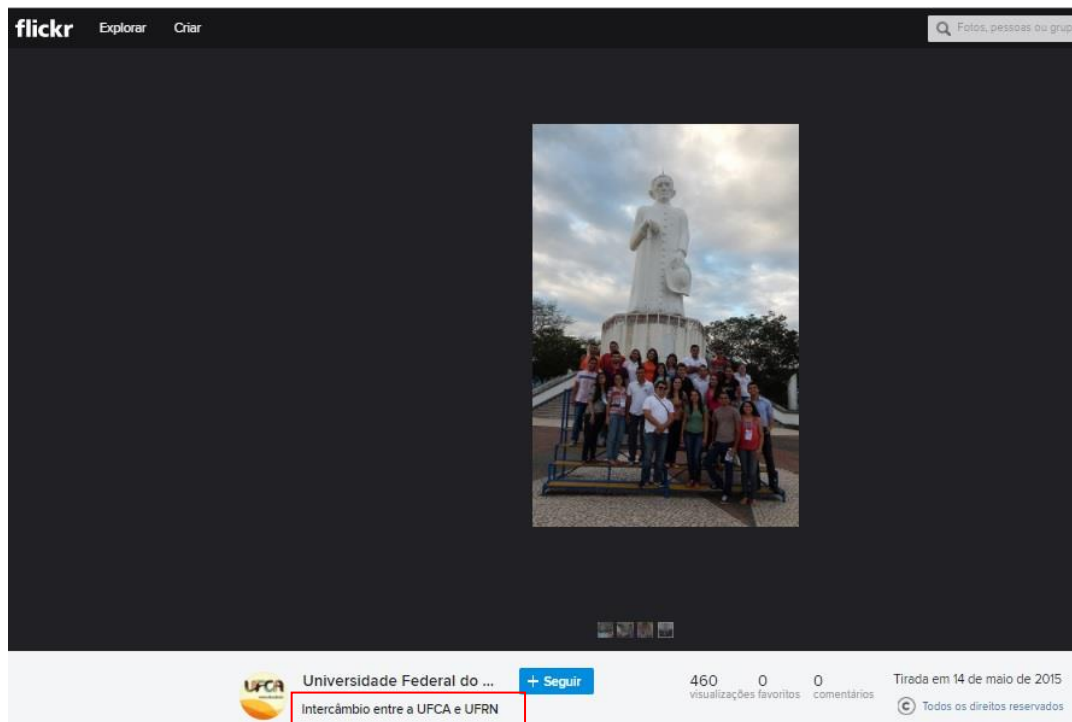 flickr Explorar Criar Fotos, pessoas ou grup
UFCA
Universidade Federal do ... + Seguir
Intercâmbio entre a UFCA e UFRN
460 0 0
visualizações favoritos comentários
Tirada em 14 de maio de 2015
© Todos os direitos reservados